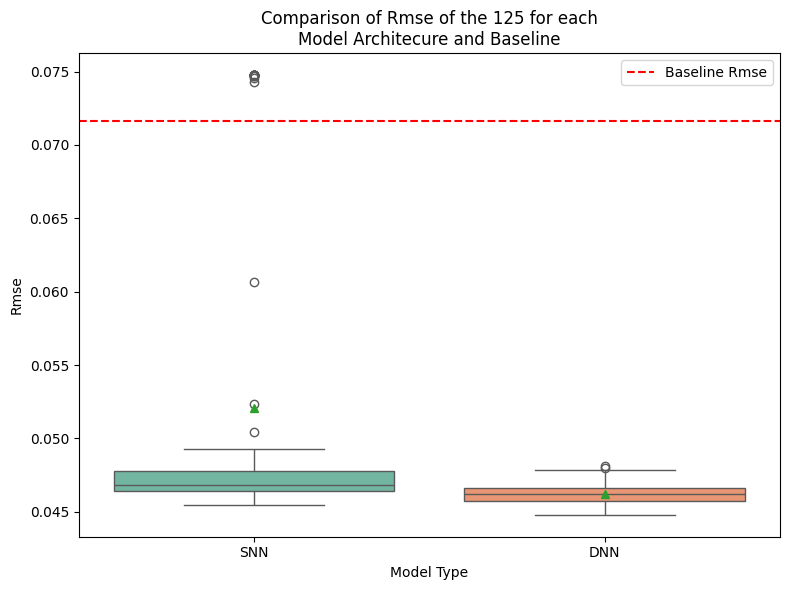 Comparison of Rmse of the 125 for each
Model Architecure and Baseline
Baseline Rmse
0.075
0.070
0.065
0.060
0.055
0.050
0.045
Rmse
SNN
DNN
Model Type